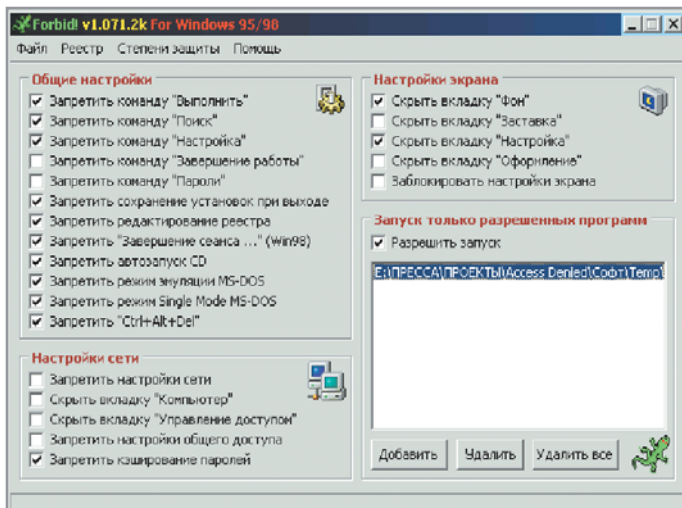 Forbid! v1.071.2k For Windows 95/98
Файл Реестр Степени защиты Помощь
Общие настройки
Запретить команду "Выполнить"
Запретить команду "Поиск"
Запретить команду "Настройка"
Запретить команду "Завершение работы"
Запретить команду "Пароли"
Запретить сохранение установок при выходе
Запретить редактирование реестра
Запретить "Завершение сеанса ..." (Win98)
Запретить автозапуск CD
Запретить режим эмуляции MS-DOS
Запретить режим Single Mode MS-DOS
Запретить "Ctrl+Alt+Del"
Настройки сети
Запретить настройки сети
Скрыть вкладку "Компьютер"
Скрыть вкладку "Управление доступом"
Запретить настройки общего доступа
Запретить кэширование паролей
Настройки экрана
Скрыть вкладку "Фон"
Скрыть вкладку "Заставка"
Скрыть вкладку "Настройка"
Скрыть вкладку "Оформление"
Заблокировать настройки экрана
Запуск только разрешенных программ
Разрешить запуск
E:\ПРЕССА\ПРОЕКТЫ\Access Denied\Софт\Temp\
Добавить Удалить Удалить все